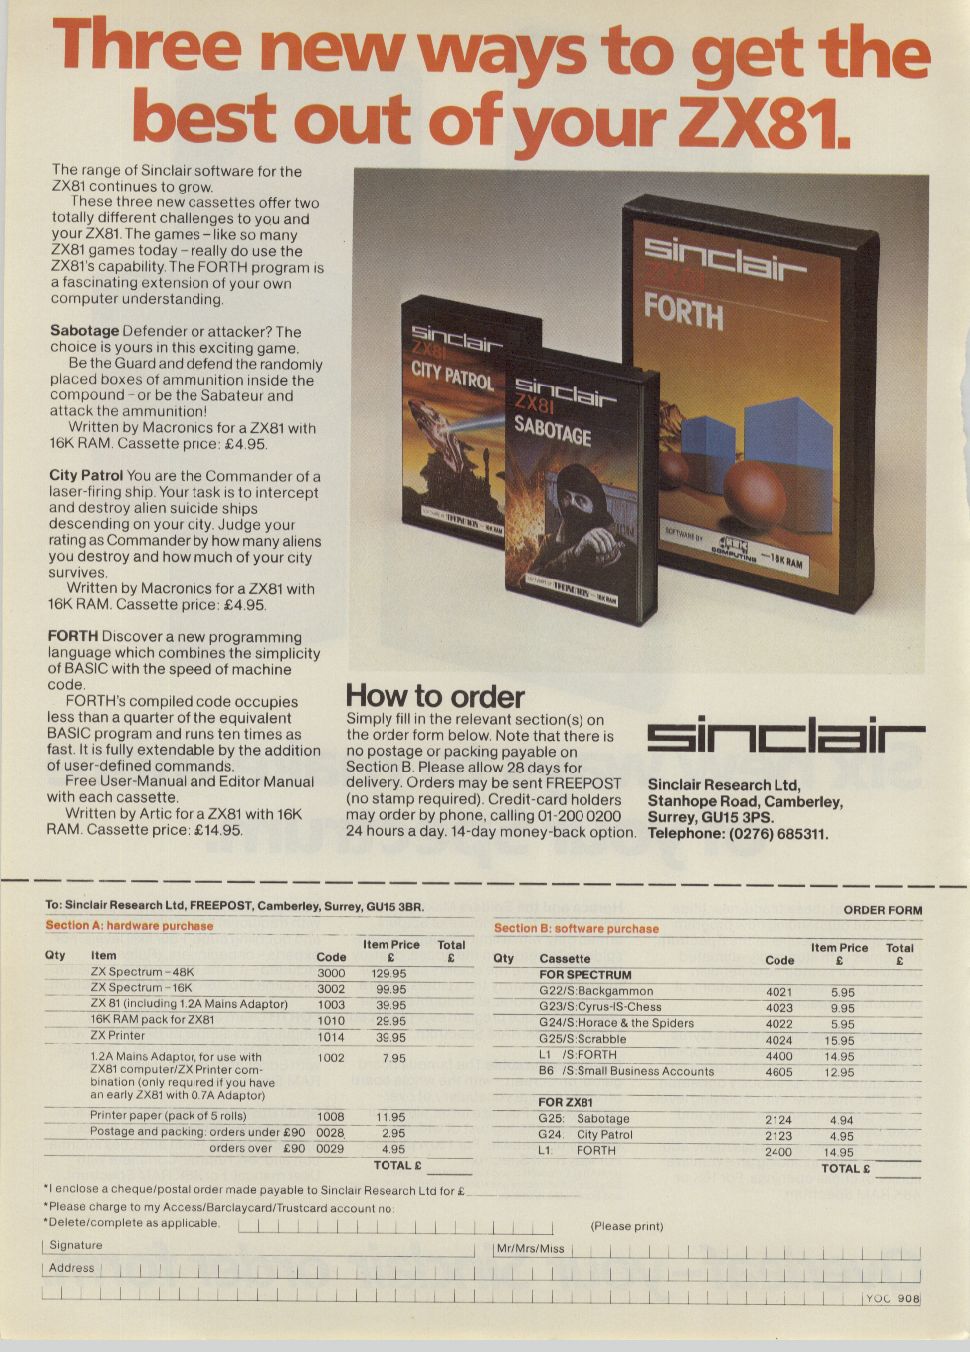 Three new ways to get the
best out of your ZX81.
The range of Sinclair software for the
ZX81 continues to grow.
These three new cassettes offer two
totally different challenges to you and
your ZX81. The games – like so many
ZX81 games today – really do use the
ZX81's capability. The FORTH program is
a fascinating extension of your own
computer understanding.
Sabotage Defender or attacker? The
choice is yours in this exciting game.
Be the Guard and defend the randomly
placed boxes of ammunition inside the
compound – or be the Sabateur and
attack the ammunition!
Written by Macronics for a ZX81 with
16K RAM. Cassette price: £4.95.
City Patrol You are the Commander of a
laser-firing ship. Your task is to intercept
and destroy alien suicide ships
descending on your city. Judge your
rating as Commander by how many aliens
you destroy and how much of your city
survives.
Written by Macronics for a ZX81 with
16K RAM. Cassette price: £4.95.
FORTH Discover a new programming
language which combines the simplicity
of BASIC with the speed of machine
code.
FORTH's compiled code occupies
less than a quarter of the equivalent
BASIC program and runs ten times as
fast. It is fully extendable by the addition
of user-defined commands.
Free User-Manual and Editor Manual
with each cassette.
Written by Artic for a ZX81 with 16K
RAM. Cassette price: £14.95.
sinclair
ZX81
CITY PATROL
16K RAM
sinclair
ZX81
SABOTAGE
16K RAM
sinclair
ZX81
FORTH
SOFTWARE BY
COMPUTING
16K RAM
How to order
Simply fill in the relevant section(s) on
the order form below. Note that there is
no postage or packing payable on
Section B. Please allow 28 days for
delivery. Orders may be sent FREEPOST
(no stamp required). Credit-card holders
may order by phone, calling 01-200 0200
24 hours a day. 14-day money-back option.
sinclair
Sinclair Research Ltd,
Stanhope Road, Camberley,
Surrey, GU15 3PS.
Telephone: (0276) 685311.
To: Sinclair Research Ltd, FREEPOST, Camberley, Surrey, GU15 3BR.
ORDER FORM
Section A: hardware purchase
Qty Item Code Item Price £ Total £
ZX Spectrum – 48K 3000 129.95
ZX Spectrum – 16K 3002 99.95
ZX 81 (including 1.2A Mains Adaptor) 1003 39.95
16K RAM pack for ZX81 1010 29.95
ZX Printer 1014 39.95
1.2A Mains Adaptor, for use with 1002 7.95
ZX81 computer/ZX Printer com-
bination (only required if you have
an early ZX81 with 0.7A Adaptor)
Printer paper (pack of 5 rolls) 1008 11.95
Postage and packing: orders under £90 0028 2.95
orders over £90 0029 4.95
TOTAL £
Section B: software purchase
Qty Cassette Code Item Price £ Total £
FOR SPECTRUM
G22/S:Backgammon 4021 5.95
G23/S:Cyrus-IS-Chess 4023 9.95
G24/S:Horace & the Spiders 4022 5.95
G25/S:Scrabble 4024 15.95
L1 /S:FORTH 4400 14.95
B6 /S:Small Business Accounts 4605 12.95
FOR ZX81
G25: Sabotage 2124 4.94
G24: City Patrol 2123 4.95
L1: FORTH 2400 14.95
TOTAL £
*I enclose a cheque/postal order made payable to Sinclair Research Ltd for £
*Please charge to my Access/Barclaycard/Trustcard account no:
*Delete/complete as applicable.
(Please print)
Signature
Mr/Mrs/Miss
Address
YOC 908